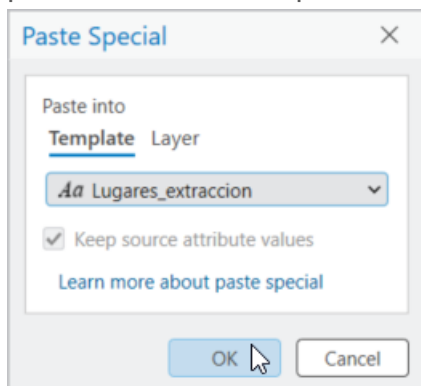 Paste Special
Paste into
Template Layer
Aa Lugares_extraccion
Keep source attribute values
Learn more about paste special
OK Cancel